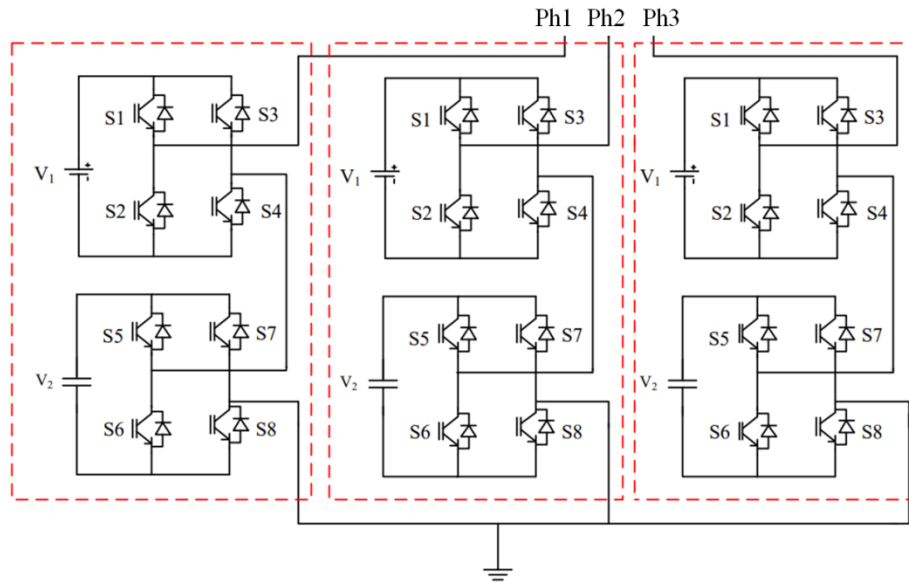 Ph1 Ph2 Ph3
S1 S3 S1 S3 S1 S3
V1 V1 V1
S2 S4 S2 S4 S2 S4
S5 S7 S5 S7 S5 S7
V2 V2 V2
S6 S8 S6 S8 S6 S8